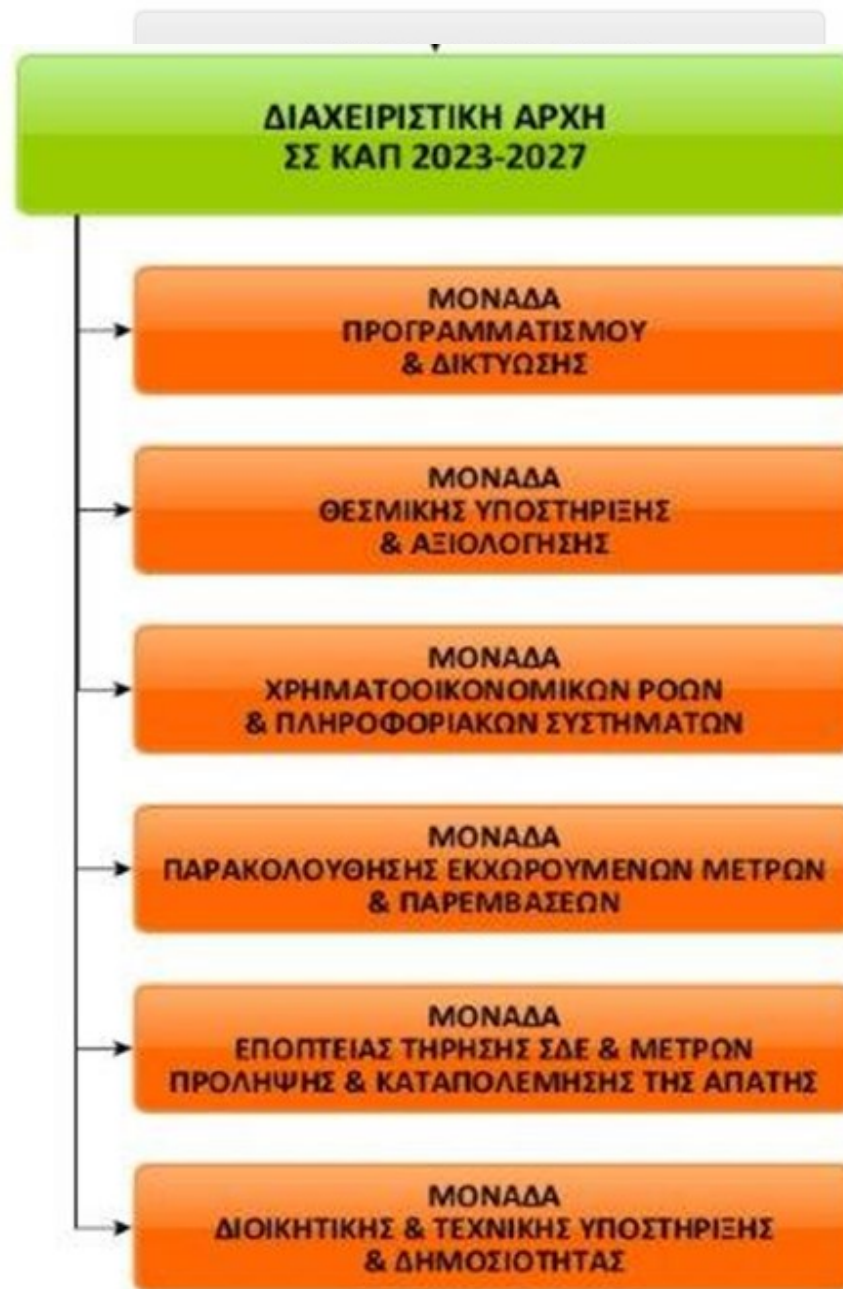 ΔΙΑΧΕΙΡΙΣΤΙΚΗ ΑΡΧΗ
ΣΣ ΚΑΠ 2023-2027
ΜΟΝΑΔΑ
ΠΡΟΓΡΑΜΜΑΤΙΣΜΟΥ
& ΔΙΚΤΥΩΣΗΣ
ΜΟΝΑΔΑ
ΘΕΣΜΙΚΗΣ ΥΠΟΣΤΗΡΙΞΗΣ
& ΑΞΙΟΛΟΓΗΣΗΣ
ΜΟΝΑΔΑ
ΧΡΗΜΑΤΟΟΙΚΟΝΟΜΙΚΩΝ ΡΟΩΝ
& ΠΛΗΡΟΦΟΡΙΑΚΩΝ ΣΥΣΤΗΜΑΤΩΝ
ΜΟΝΑΔΑ
ΠΑΡΑΚΟΛΟΥΘΗΣΗΣ ΕΚΧΩΡΟΥΜΕΝΩΝ ΜΕΤΡΩΝ
& ΠΑΡΕΜΒΑΣΕΩΝ
ΜΟΝΑΔΑ
ΕΠΟΠΤΕΙΑΣ ΤΗΡΗΣΗΣ ΣΔΕ & ΜΕΤΡΩΝ
ΠΡΟΛΗΨΗΣ & ΚΑΤΑΠΟΛΕΜΗΣΗΣ ΤΗΣ ΑΠΑΤΗΣ
ΜΟΝΑΔΑ
ΔΙΟΙΚΗΤΙΚΗΣ & ΤΕΧΝΙΚΗΣ ΥΠΟΣΤΗΡΙΞΗΣ
& ΔΗΜΟΣΙΟΤΗΤΑΣ